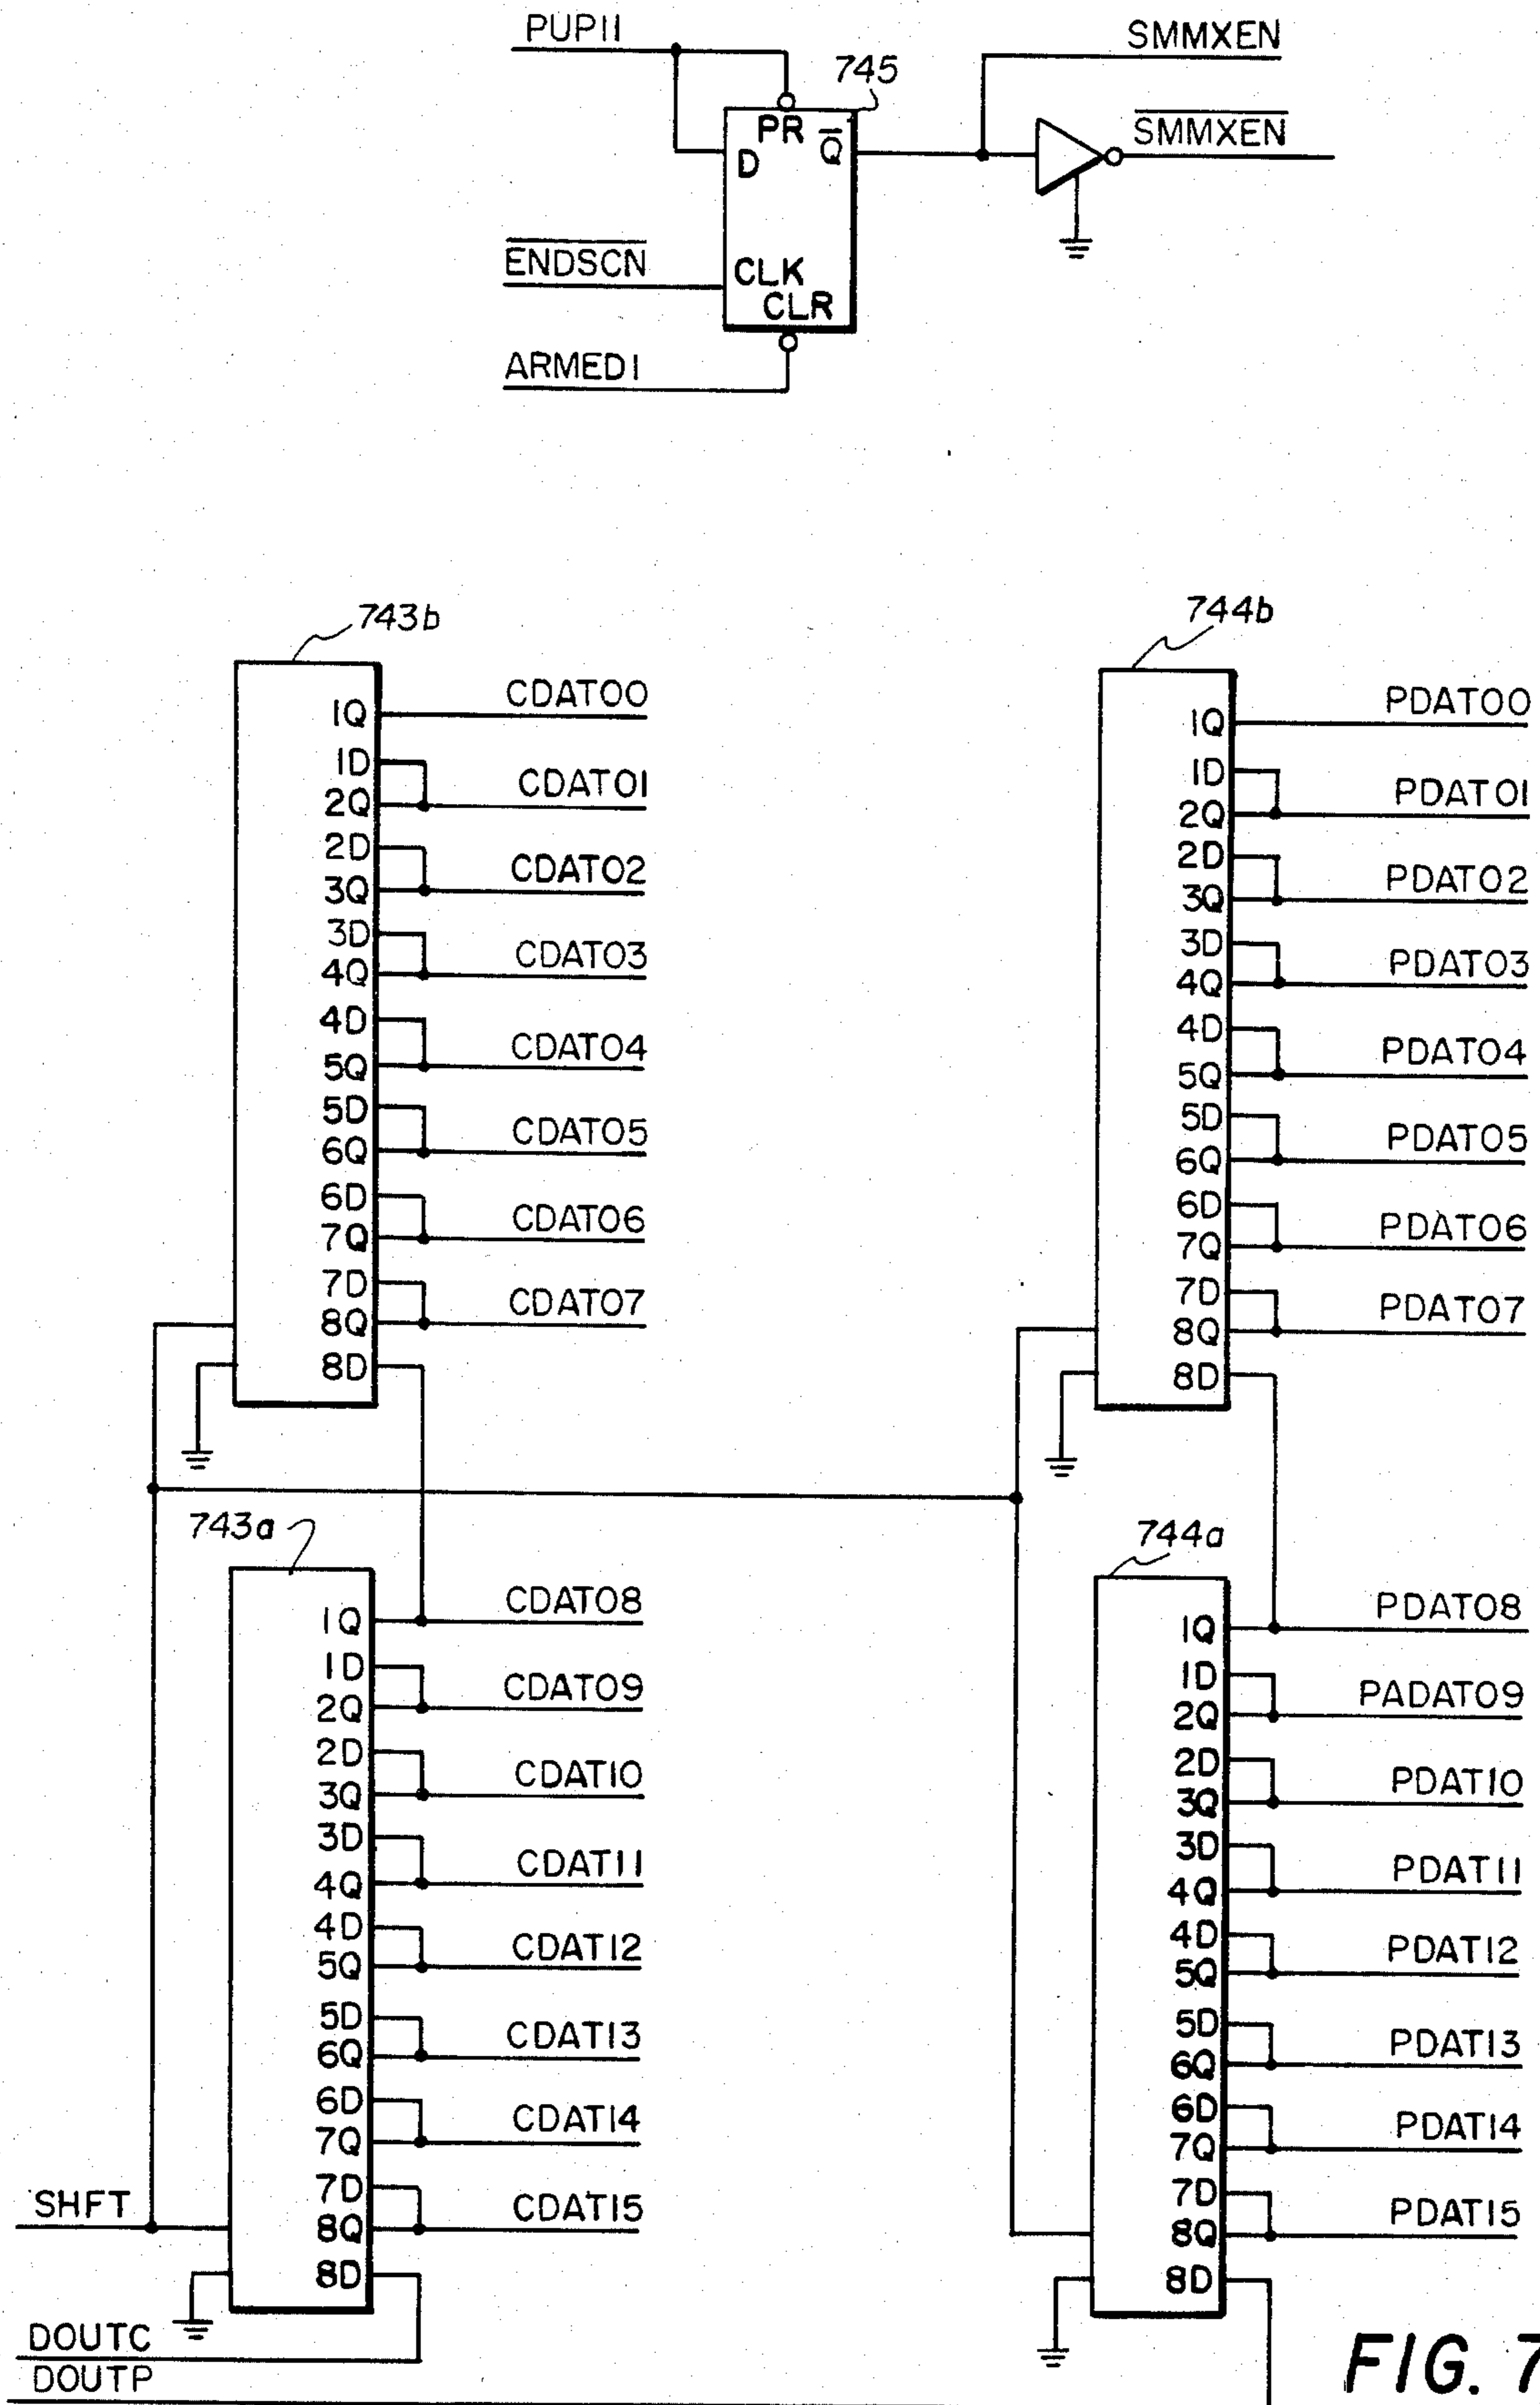 PUP11
SMMXEN
745
PR
Q̅
D
S̅M̅M̅X̅E̅N̅
E̅N̅D̅S̅C̅N̅
CLK
CLR
ARMED1
743b
1Q
CDAT00
1D
2Q
CDAT01
2D
3Q
CDAT02
3D
4Q
CDAT03
4D
5Q
CDAT04
5D
6Q
CDAT05
6D
7Q
CDAT06
7D
8Q
CDAT07
8D
744b
1Q
PDAT00
1D
2Q
PDAT01
2D
3Q
PDAT02
3D
4Q
PDAT03
4D
5Q
PDAT04
5D
6Q
PDAT05
6D
7Q
PDAT06
7D
8Q
PDAT07
8D
743a
1Q
CDAT08
1D
2Q
CDAT09
2D
3Q
CDAT10
3D
4Q
CDAT11
4D
5Q
CDAT12
5D
6Q
CDAT13
6D
7Q
CDAT14
7D
8Q
CDAT15
8D
SHFT
DOUTC
DOUTP
744a
1Q
PDAT08
1D
2Q
PADAT09
2D
3Q
PDAT10
3D
4Q
PDAT11
4D
5Q
PDAT12
5D
6Q
PDAT13
6D
7Q
PDAT14
7D
8Q
PDAT15
8D
FIG. 7